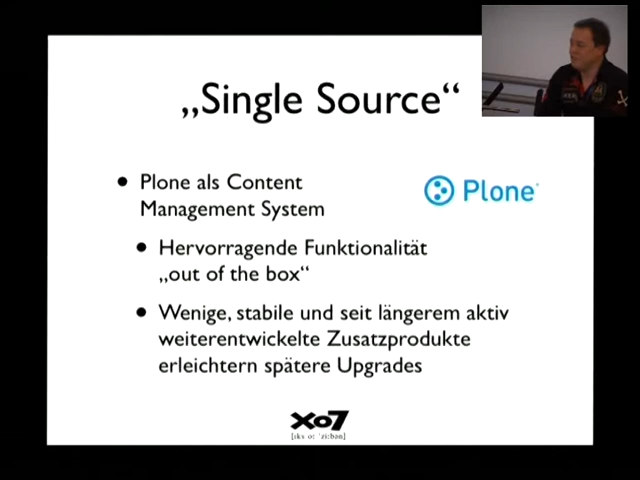 „Single Source“
• Plone als Content
Management System
Plone
• Hervorragende Funktionalität
„out of the box“
• Wenige, stabile und seit längerem aktiv
weiterentwickelte Zusatzprodukte
erleichtern spätere Upgrades
xo7